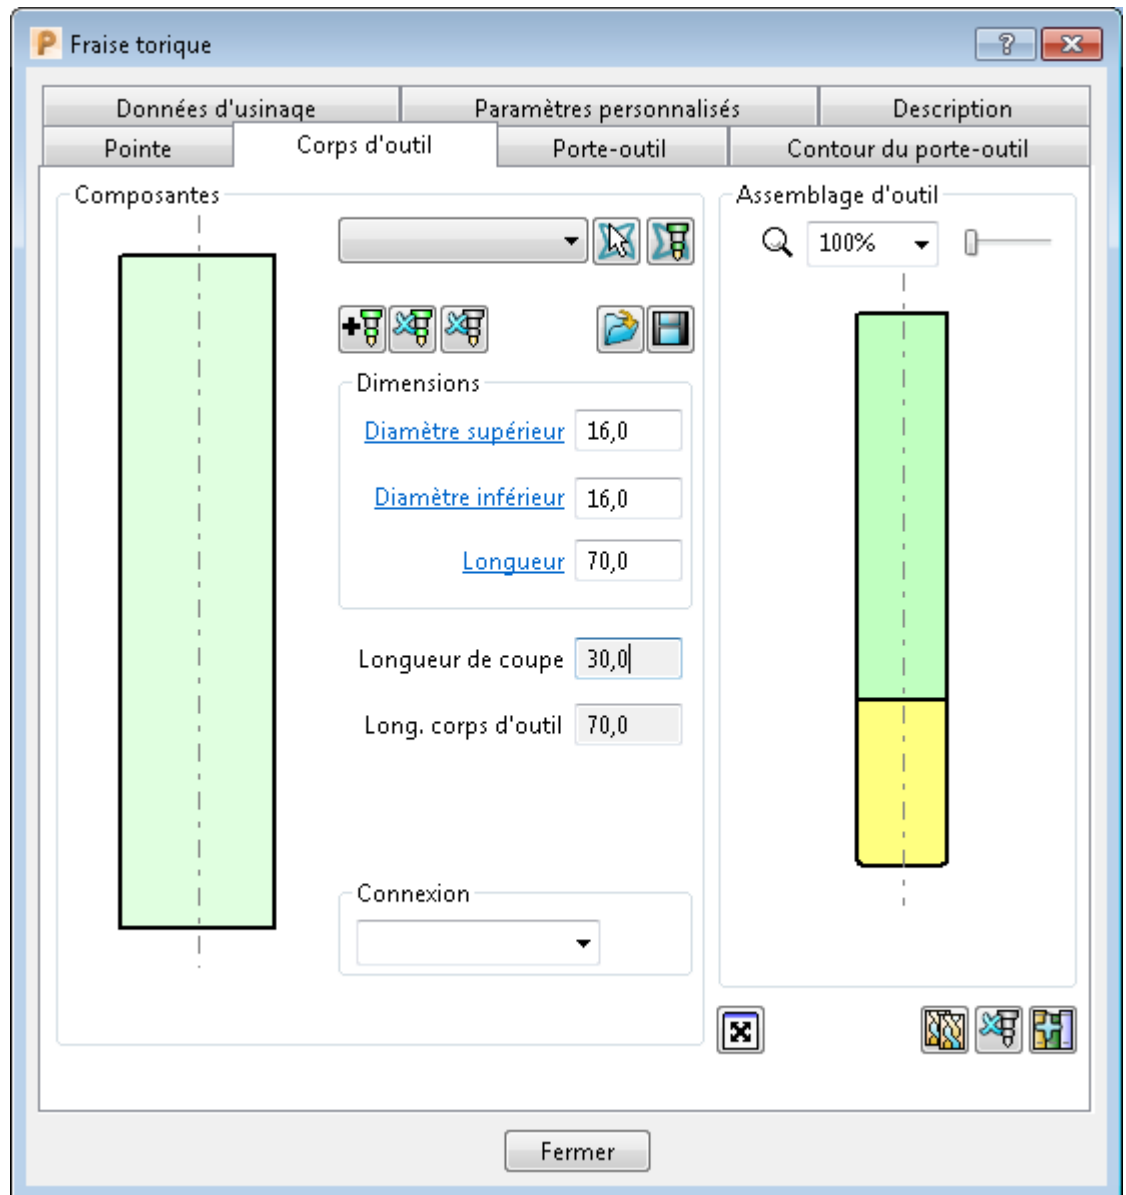 Fraise torique
Données d'usinage
Paramètres personnalisés
Description
Pointe
Corps d'outil
Porte-outil
Contour du porte-outil
Composantes
Dimensions
Diamètre supérieur 16,0
Diamètre inférieur 16,0
Longueur 70,0
Longueur de coupe 30,0
Long. corps d'outil 70,0
Connexion
Assemblage d'outil
100%
Fermer